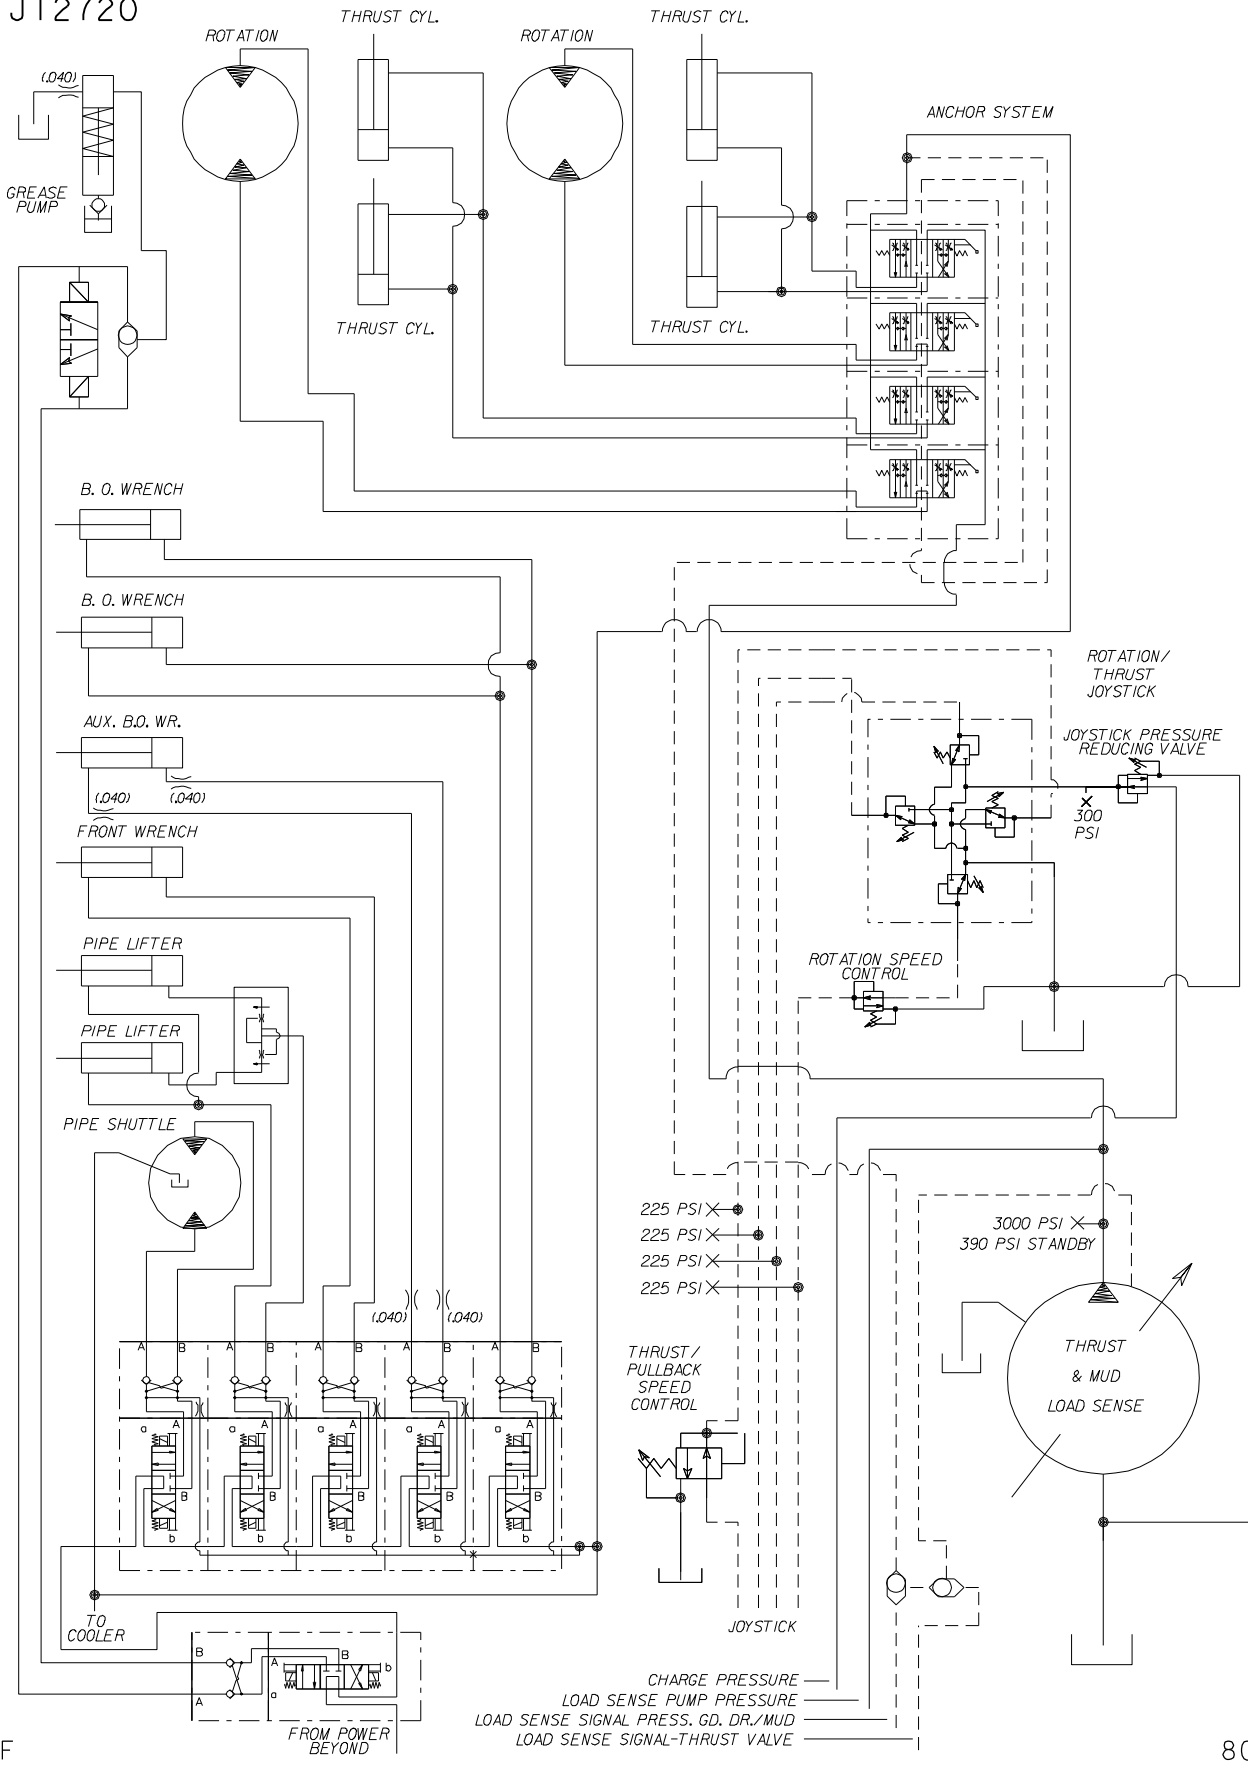 JT2720
THRUST CYL.
THRUST CYL.
ROTATION
ROTATION
(.040)
ANCHOR SYSTEM
GREASE
PUMP
THRUST CYL.
THRUST CYL.
B. O. WRENCH
B. O. WRENCH
ROTATION/
THRUST
JOYSTICK
AUX. B.O. WR.
JOYSTICK PRESSURE
REDUCING VALVE
(.040)
(.040)
300
PSI
FRONT WRENCH
PIPE LIFTER
ROTATION SPEED
CONTROL
PIPE LIFTER
PIPE SHUTTLE
225 PSI
225 PSI
225 PSI
225 PSI
3000 PSI
390 PSI STANDBY
(.040)
(.040)
A B A B A B A B A B
THRUST/
PULLBACK
SPEED
CONTROL
THRUST
& MUD
LOAD SENSE
a A a A a A a A a A
B B B B B
b b b b b
TO
COOLER
JOYSTICK
B A B b
A a
CHARGE PRESSURE
LOAD SENSE PUMP PRESSURE
LOAD SENSE SIGNAL PRESS. GD. DR./MUD
LOAD SENSE SIGNAL-THRUST VALVE
FROM POWER
BEYOND
F
80